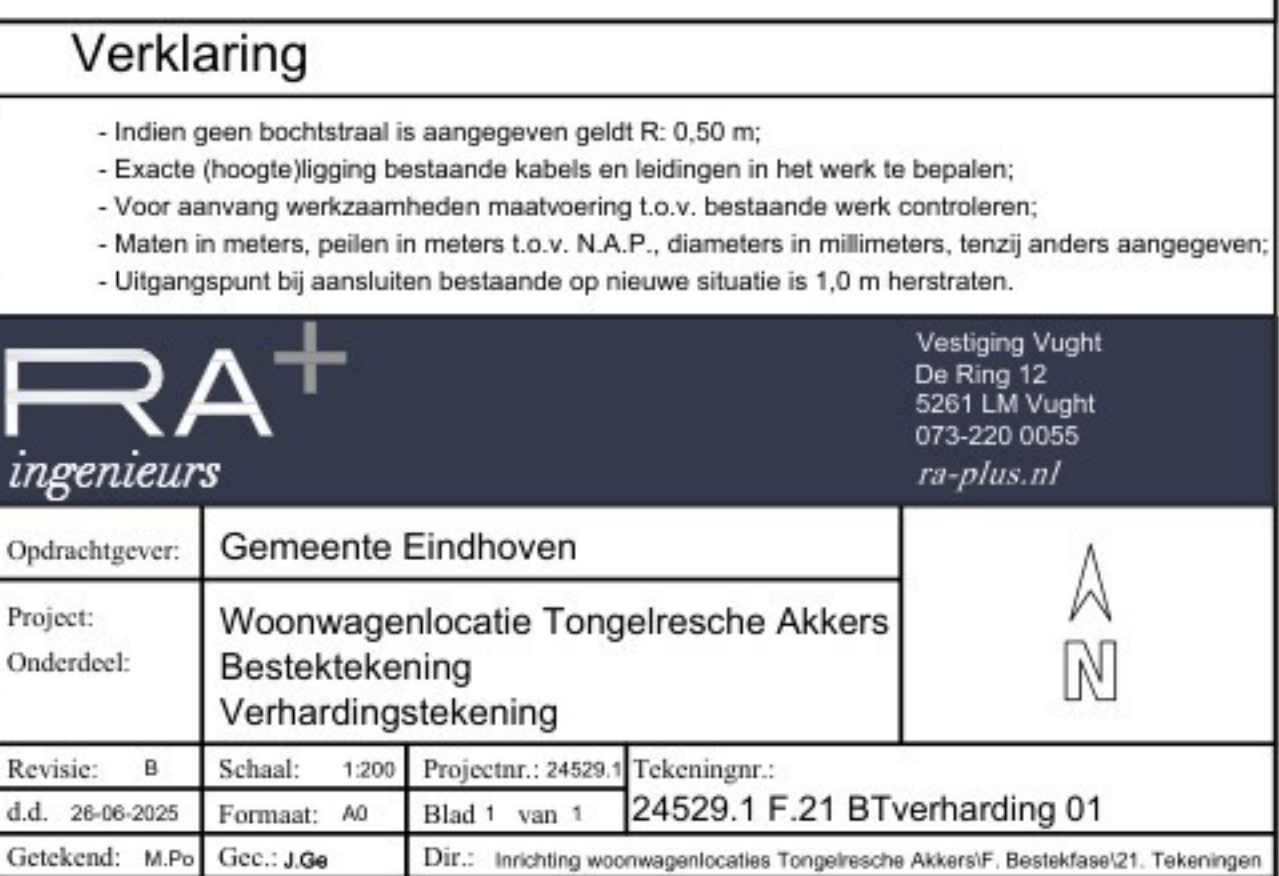 Verklaring
- Indien geen bochtstraal is aangegeven geldt R: 0,50 m;
- Exacte (hoogte)ligging bestaande kabels en leidingen in het werk te bepalen;
- Voor aanvang werkzaamheden maatvoering t.o.v. bestaande werk controleren;
- Maten in meters, peilen in meters t.o.v. N.A.P., diameters in millimeters, tenzij anders aangegeven;
- Uitgangspunt bij aansluiten bestaande op nieuwe situatie is 1,0 m herstraten.
RA+
ingenieurs
Vestiging Vught
De Ring 12
5261 LM Vught
073-220 0055
ra-plus.nl
Opdrachtgever: Gemeente Eindhoven
Project: Woonwagenlocatie Tongelresche Akkers
Onderdeel: Bestektekening
Verhardingstekening
N
Revisie: B Schaal: 1:200 Projectnr.: 24529.1 Tekeningnr.:
d.d. 26-06-2025 Formaat: A0 Blad 1 van 1 24529.1 F.21 BTverharding 01
Getekend: M.Po Gec.: J.Ge Dir.: Inrichting woonwagenlocaties Tongelresche Akkers\F. Bestekfase\21. Tekeningen